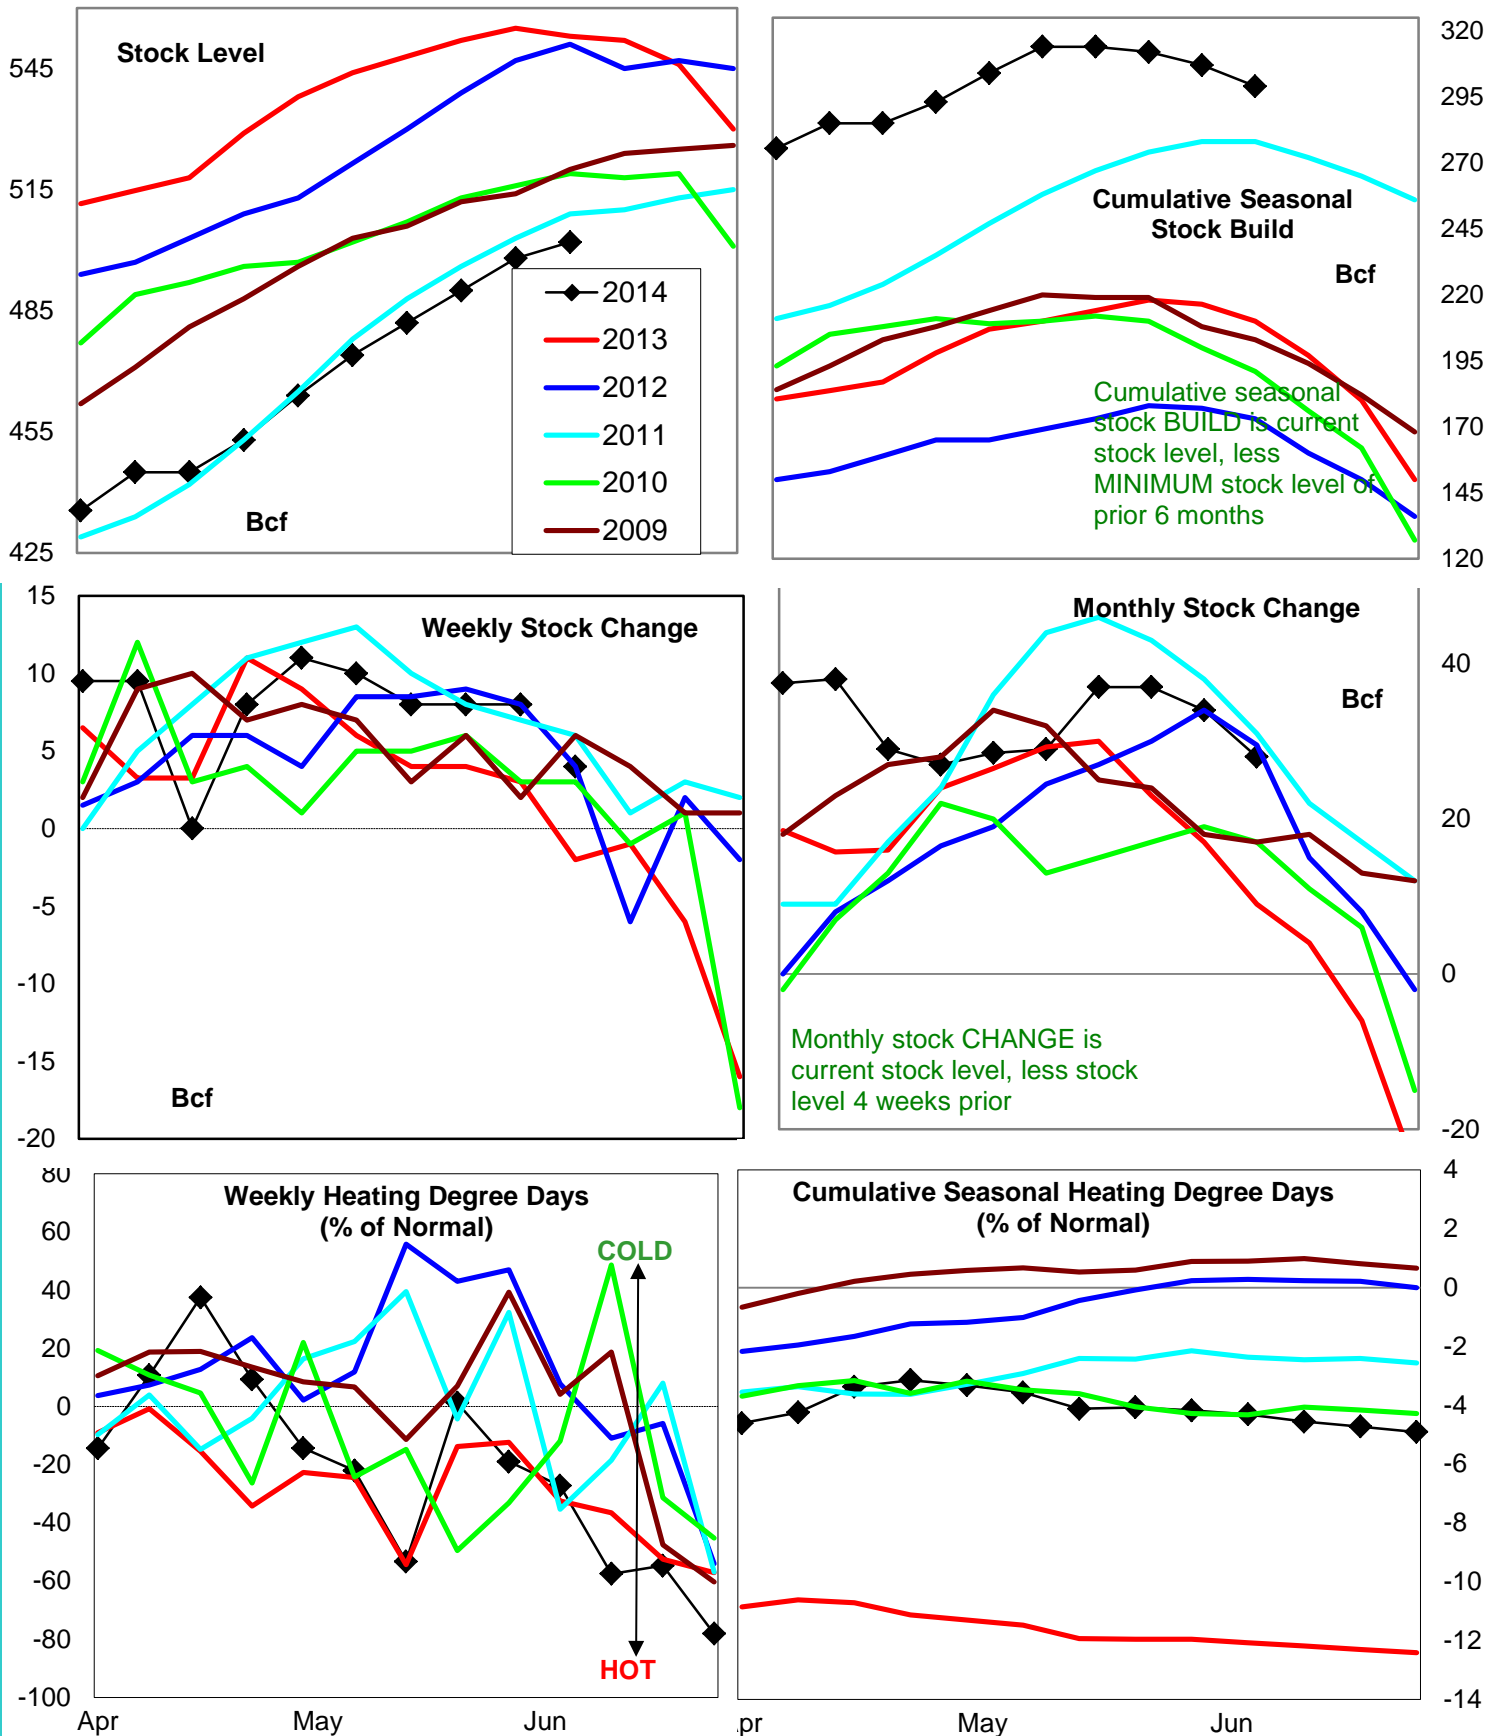 Stock Level
545
515
485
455
425
Bcf
2014
2013
2012
2011
2010
2009
320
295
270
245
220
195
170
145
120
Cumulative Seasonal
Stock Build
Bcf
Cumulative seasonal
stock BUILD is current
stock level, less
MINIMUM stock level of
prior 6 months
15
10
5
0
-5
-10
-15
-20
Weekly Stock Change
Bcf
Monthly Stock Change
40
Bcf
20
0
-20
Monthly stock CHANGE is
current stock level, less stock
level 4 weeks prior
80
60
40
20
0
-20
-40
-60
-80
-100
Weekly Heating Degree Days
(% of Normal)
COLD
HOT
Apr
May
Jun
Cumulative Seasonal Heating Degree Days
(% of Normal)
4
2
0
-2
-4
-6
-8
-10
-12
-14
pr
May
Jun